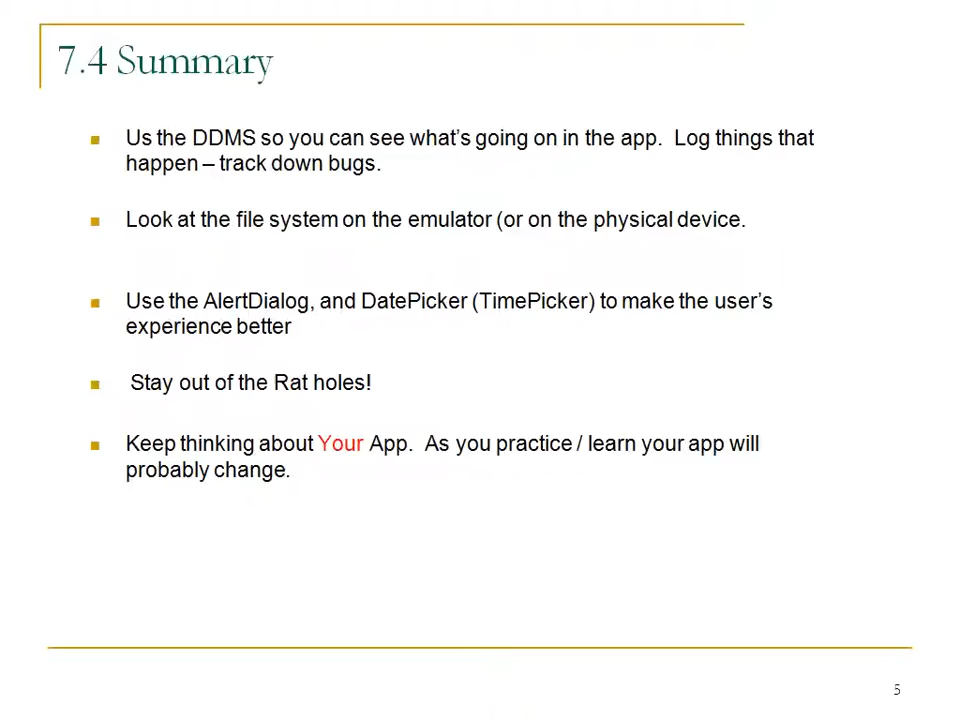 7.4 Summary
Us the DDMS so you can see what's going on in the app.  Log things that
happen – track down bugs.
Look at the file system on the emulator (or on the physical device.
Use the AlertDialog, and DatePicker (TimePicker) to make the user's
experience better
Stay out of the Rat holes!
Keep thinking about Your App.  As you practice / learn your app will
probably change.
5